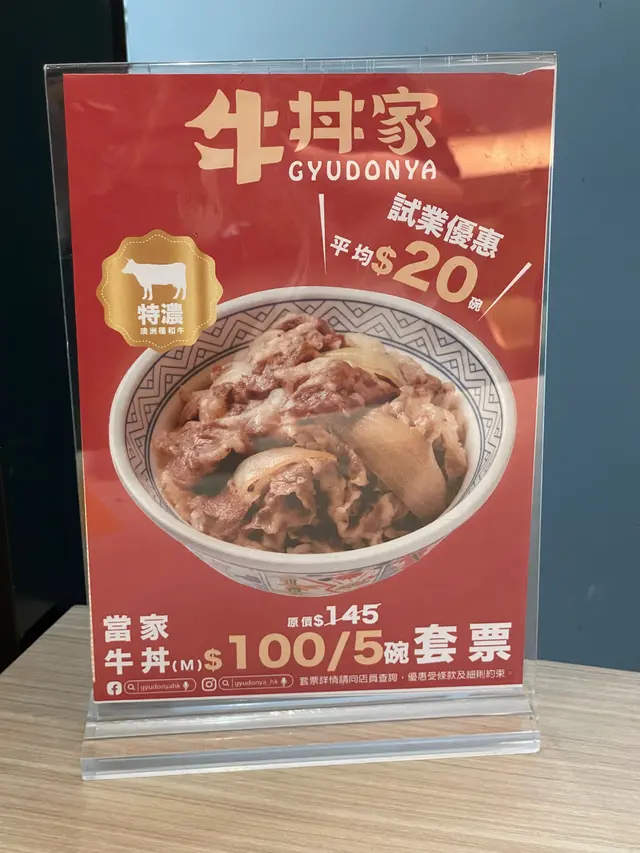 牛丼家
GYUDONYA
試業優惠
平均$20碗
特濃
澳洲種和牛
原價$145
當家
牛丼(M)$100/5碗套票
gyudonyahk gyudonya_hk 套票詳情請向店員查詢，優惠受條款及細則約束。